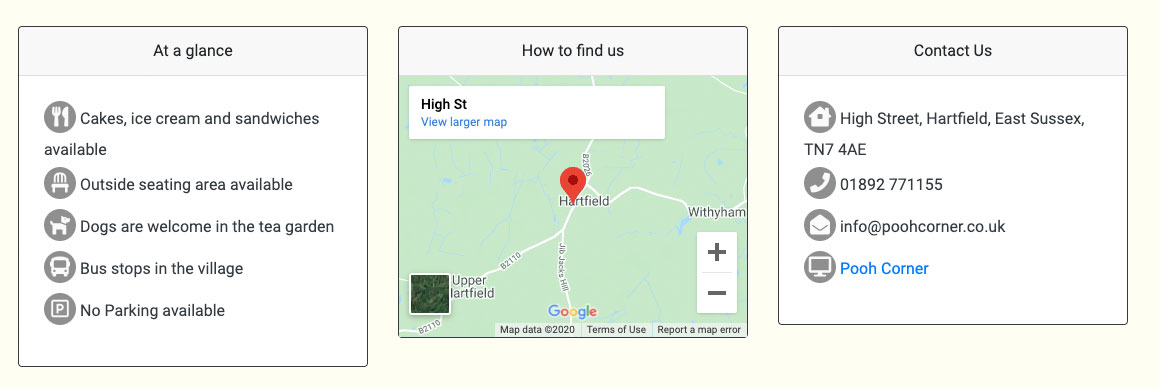 At a glance
Cakes, ice cream and sandwiches
available
Outside seating area available
Dogs are welcome in the tea garden
Bus stops in the village
P No Parking available
How to find us
High St
View larger map
B2026
Hartfield
Withyham
B2110
Jib Jacks Hill
Upper
Hartfield
B2110
Google
Map data ©2020 Terms of Use Report a map error
Contact Us
High Street, Hartfield, East Sussex,
TN7 4AE
01892 771155
info@poohcorner.co.uk
Pooh Corner